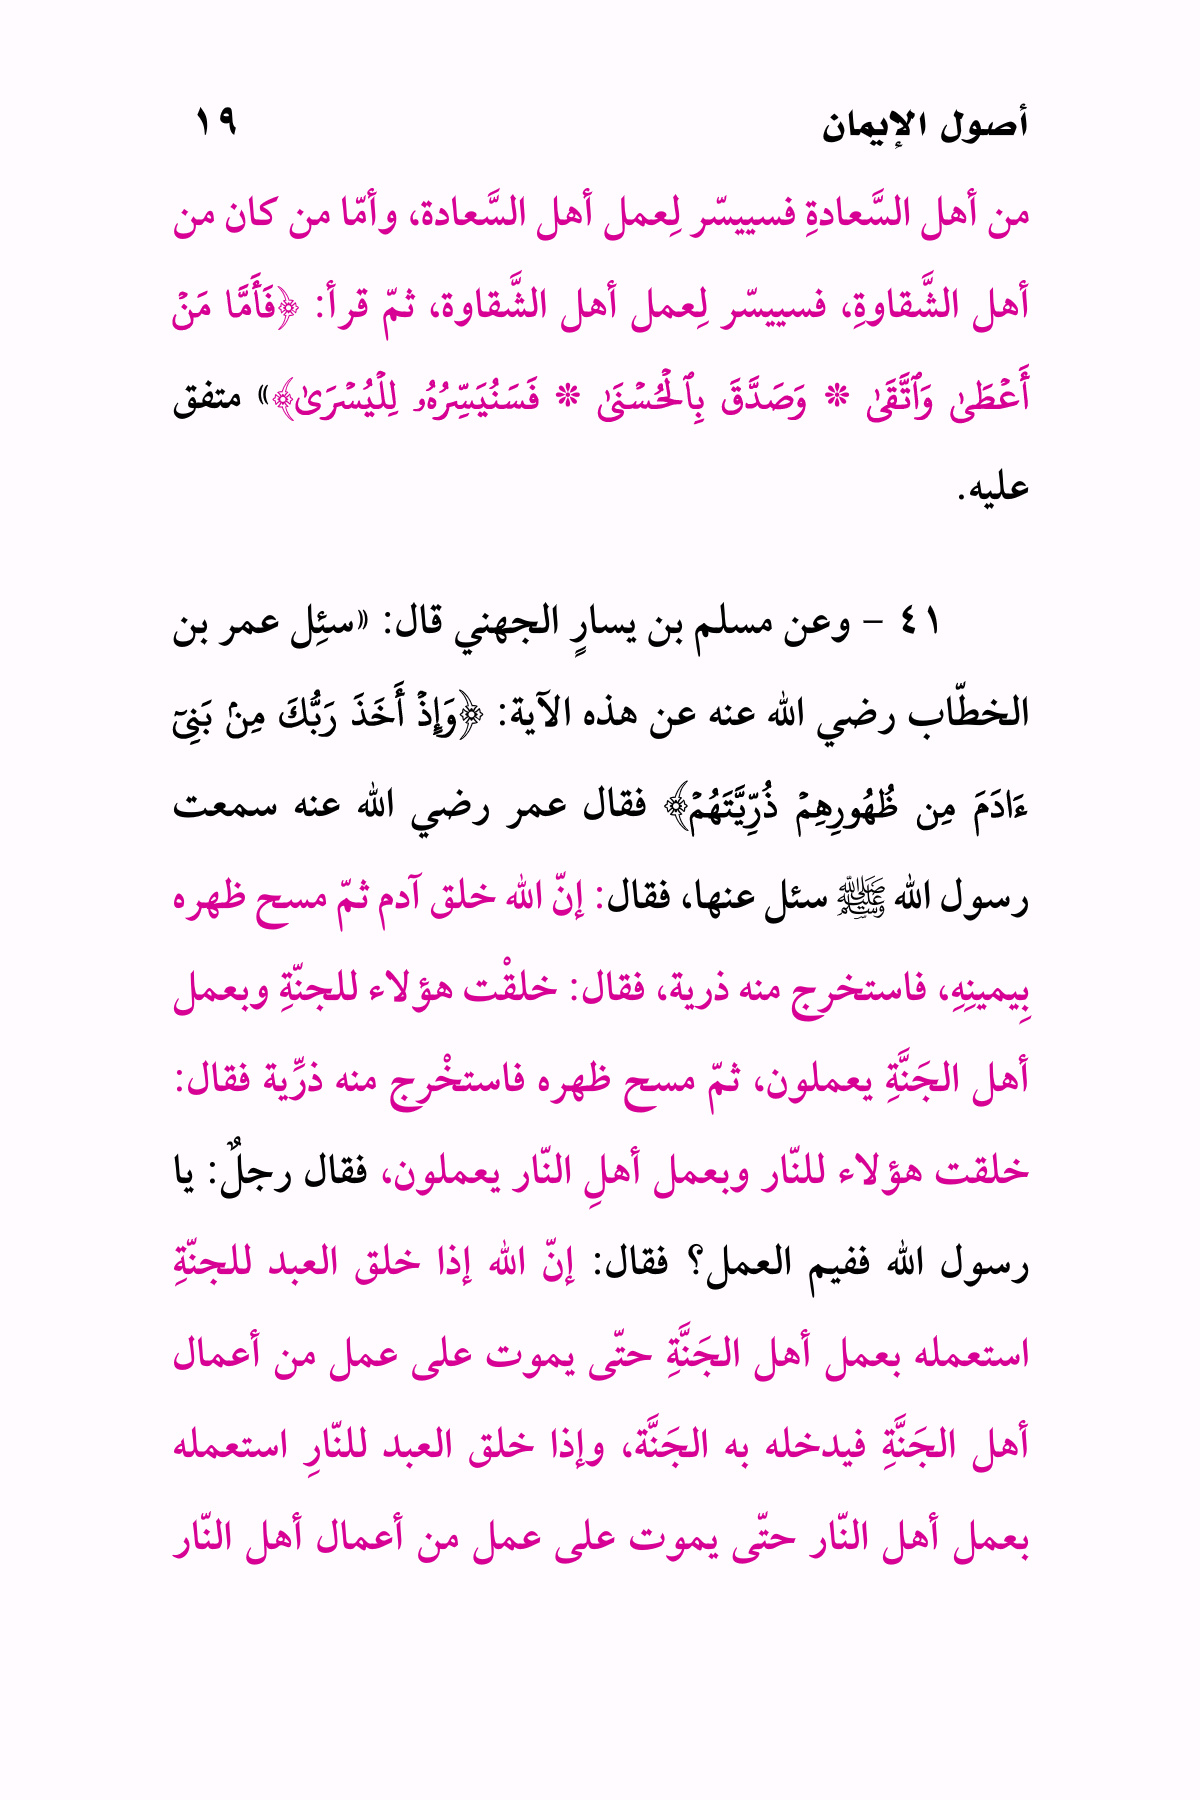 أصول الإيمان ١٩
من أهل السَّعادةِ فسييسّر لِعمل أهل السَّعادة، وأمّا من كان من
أهل الشَّقاوةِ، فسييسّر لِعمل أهل الشَّقاوة، ثمّ قرأ: ﴿فَأَمَّا مَنْ
أَعْطَىٰ وَٱتَّقَىٰ * وَصَدَّقَ بِٱلْحُسْنَىٰ * فَسَنُيَسِّرُهُۥ لِلْيُسْرَىٰ﴾» متفق
عليه.
٤١ – وعن مسلم بن يسارٍ الجهني قال: «سئِل عمر بن
الخطّاب رضي الله عنه عن هذه الآية: ﴿وَإِذْ أَخَذَ رَبُّكَ مِنۢ بَنِىٓ
ءَادَمَ مِن ظُهُورِهِمْ ذُرِّيَّتَهُمْ﴾ فقال عمر رضي الله عنه سمعت
رسول الله ﷺ سئل عنها، فقال: إنّ الله خلق آدم ثمّ مسح ظهره
بِيمينِهِ، فاستخرج منه ذرية، فقال: خلقْت هؤلاء للجنّةِ وبعمل
أهل الجَنَّةِ يعملون، ثمّ مسح ظهره فاستخْرج منه ذرِّية فقال:
خلقت هؤلاء للنّار وبعمل أهلِ النّار يعملون، فقال رجلٌ: يا
رسول الله ففيم العمل؟ فقال: إنّ الله إذا خلق العبد للجنّةِ
استعمله بعمل أهل الجَنَّةِ حتّى يموت على عمل من أعمال
أهل الجَنَّةِ فيدخله به الجَنَّة، وإذا خلق العبد للنّارِ استعمله
بعمل أهل النّار حتّى يموت على عمل من أعمال أهل النّار